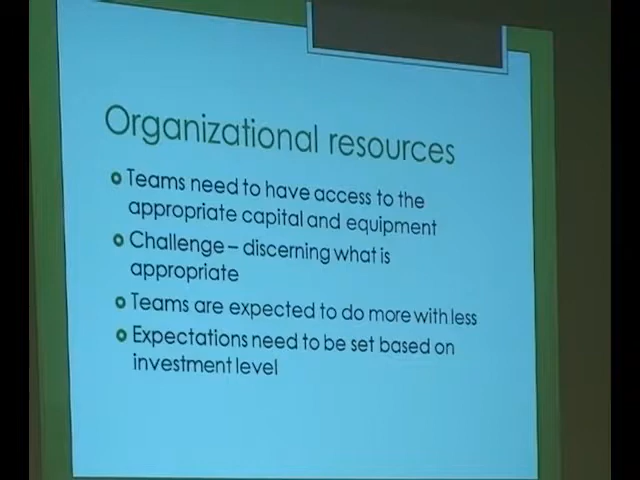 Organizational resources
Teams need to have access to the
appropriate capital and equipment
Challenge – discerning what is
appropriate
Teams are expected to do more with less
Expectations need to be set based on
investment level